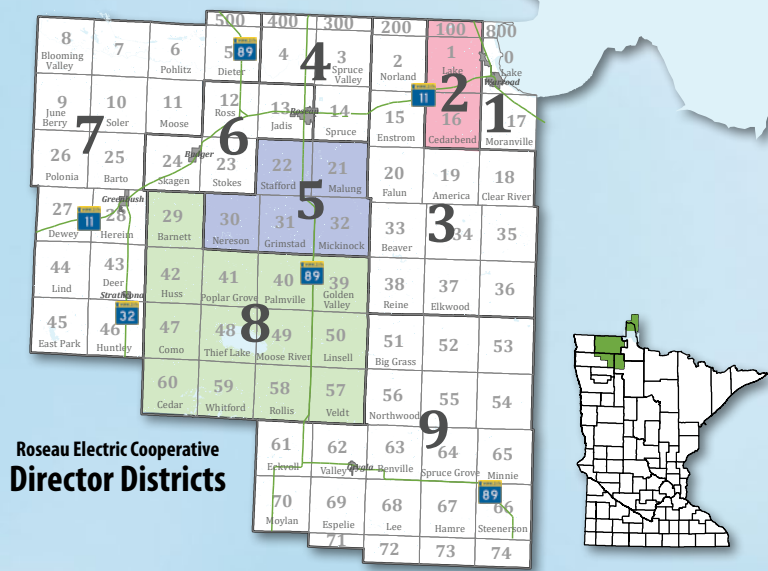 500 400 300 200 100 800
8 7 6 5 4 3 2 1 0
Blooming
Valley
Pohlitz
Dieter
89
Spruce
Valley
Norland
Lake
Lake
Warroad
4
2
1
11
9 10 11 12 13 14 15 16 17
June
Berry
Soler
Moose
Ross
Jadis
Roseau
Spruce
Enstrom
Cedarbend
Moranville
7
6
26 25 24 23 22 21 20 19 18
Polonia
Barto
Badger
Skagen
Stokes
Stafford
Malung
Falun
America
Clear River
5
3
Greenbush
27 28 29 30 31 32 33 34 35
11
Dewey
Hereim
Barnett
Nereson
Grimstad
Mickinock
Beaver
44 43 42 41 40 39 38 37 36
89
Lind
Deer
Huss
Poplar Grove
Palmville
Golden
Valley
Reine
Elkwood
Strathcona
32
8
45 46 47 48 49 50 51 52 53
East Park
Huntley
Como
Thief Lake
Moose River
Linsell
Big Grass
60 59 58 57 56 55 54
Cedar
Whitford
Rollis
Veldt
Northwood
9
61 62 63 64 65
Eckvoll
Valley
Grygla
Benville
Spruce Grove
Minnie
89
70 69 68 67 66
Moylan
Espelie
Lee
Hamre
Steenerson
71 72 73 74
Roseau Electric Cooperative
Director Districts